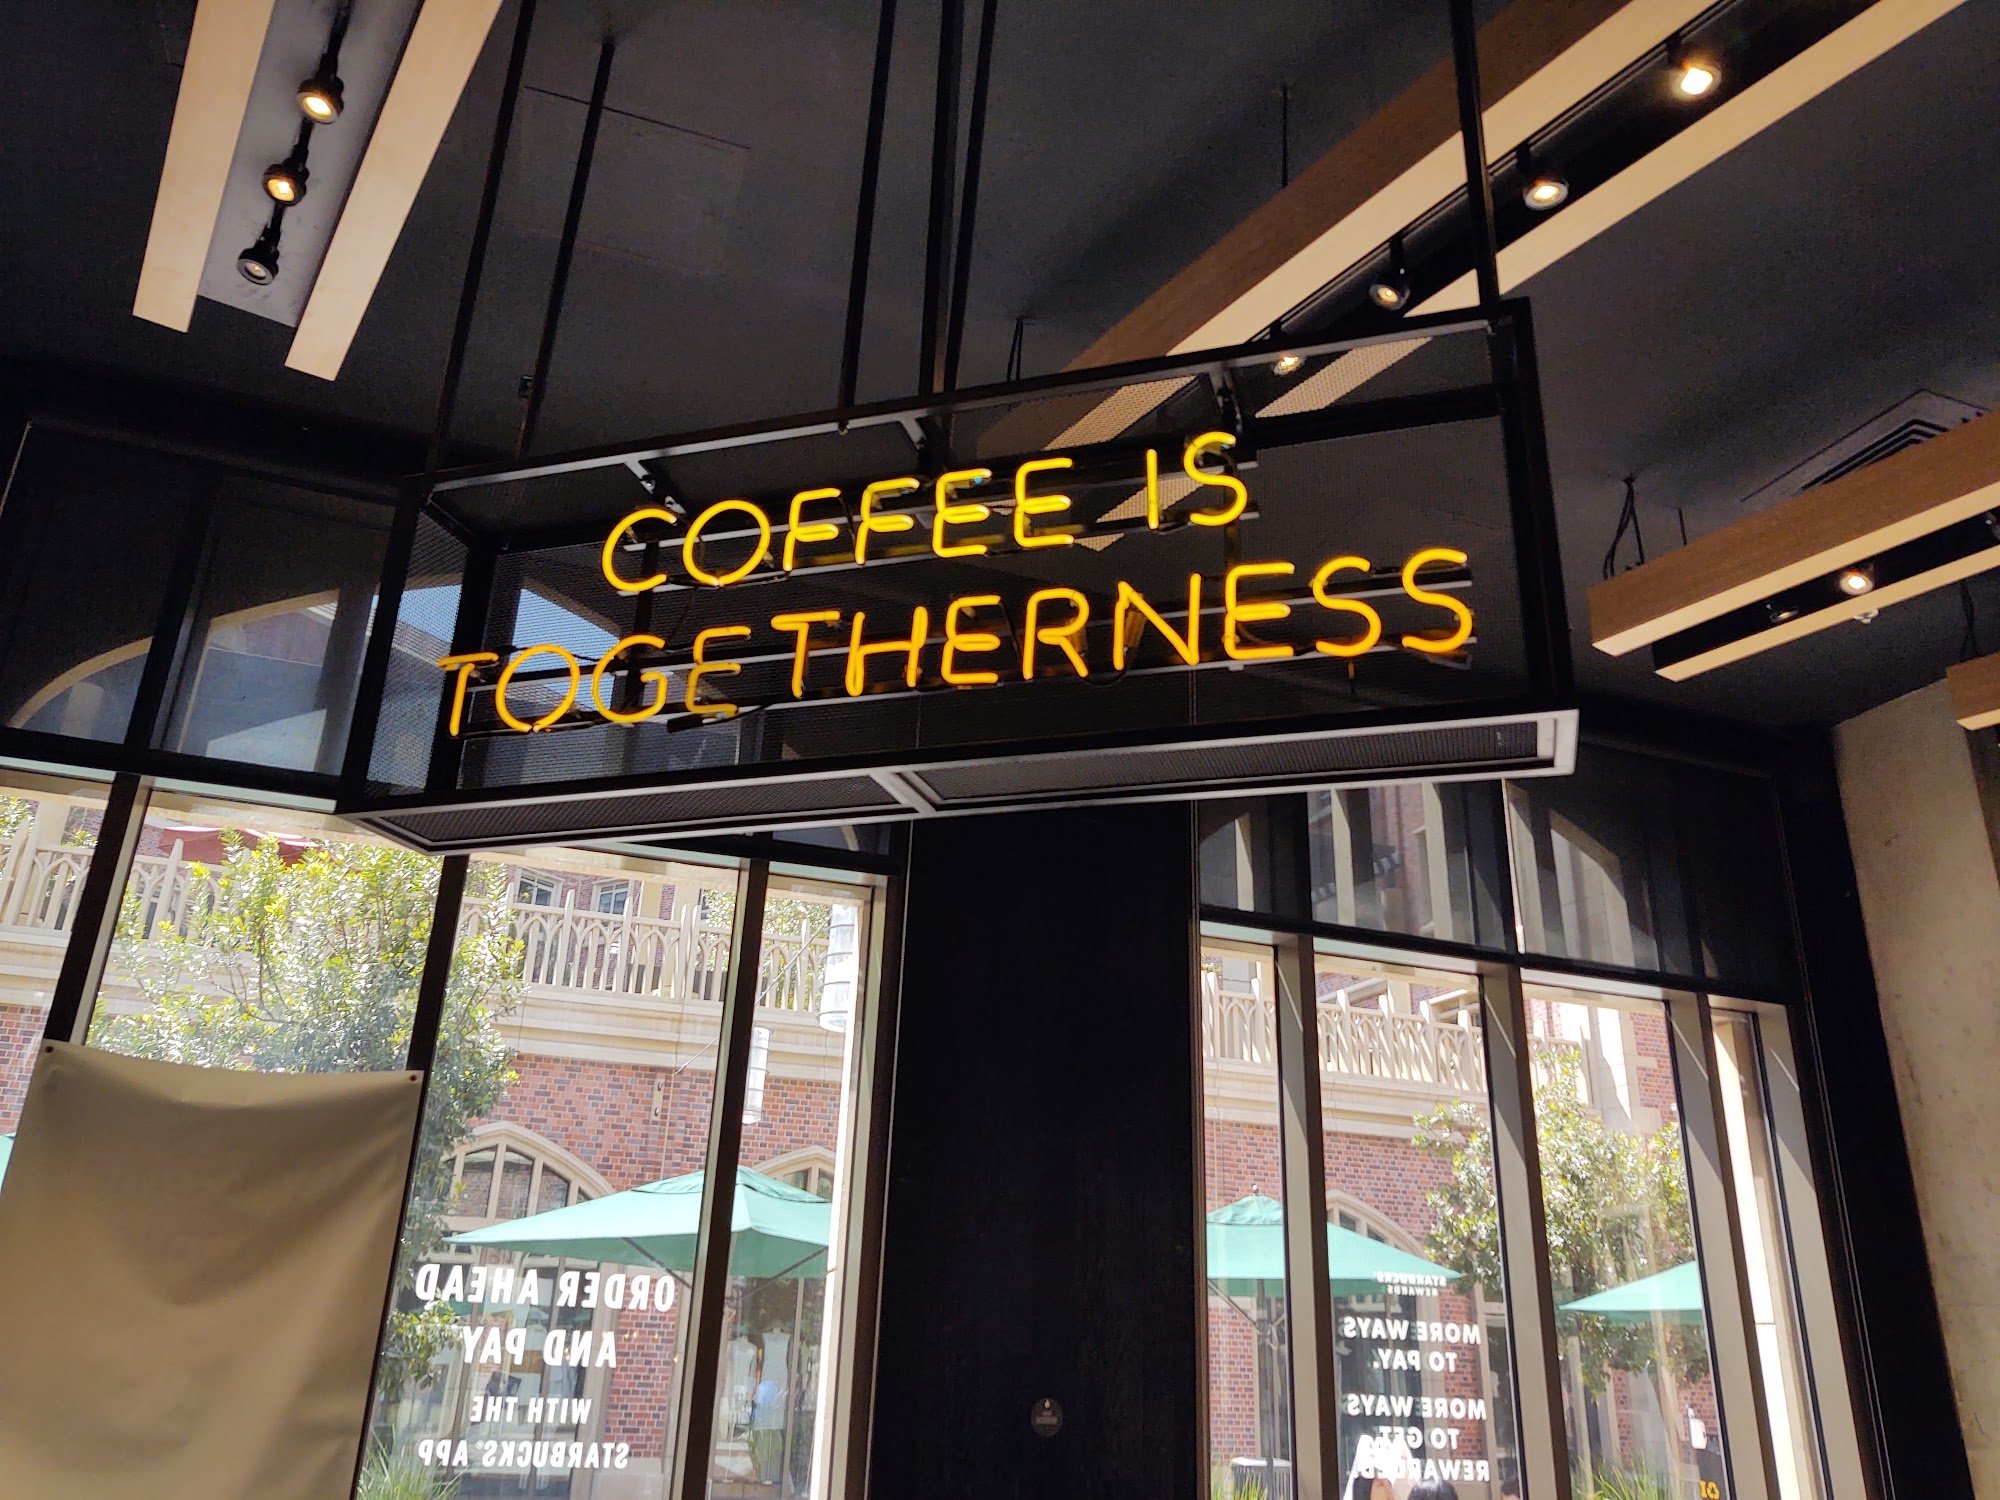 COFFEE IS
TOGETHERNESS
ORDER AHEAD
AND PAY
WITH THE
STARBUCKS® APP
STARBUCKS
REWARDS
MORE WAYS
TO PAY.
MORE WAYS
TO GET
REWARDED.